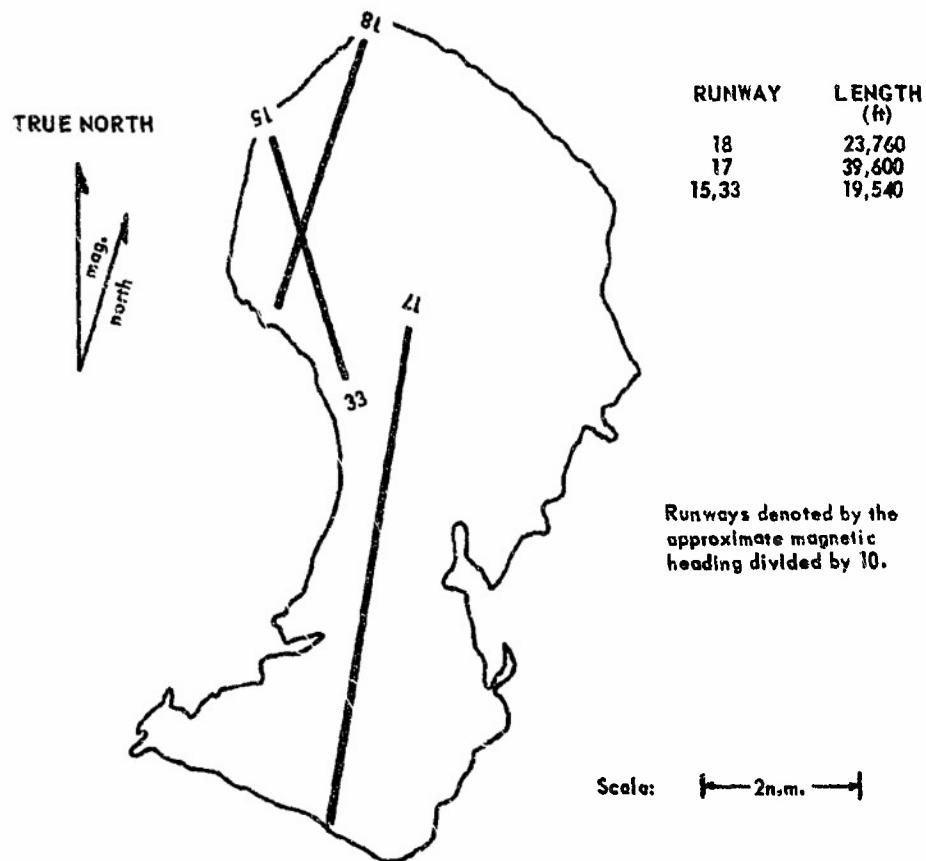 18
15
TRUE NORTH
mag.
north
17
33
RUNWAY LENGTH
(ft)
18 23,760
17 39,600
15,33 19,540
Runways denoted by the
approximate magnetic
heading divided by 10.
Scale: 2n.m.